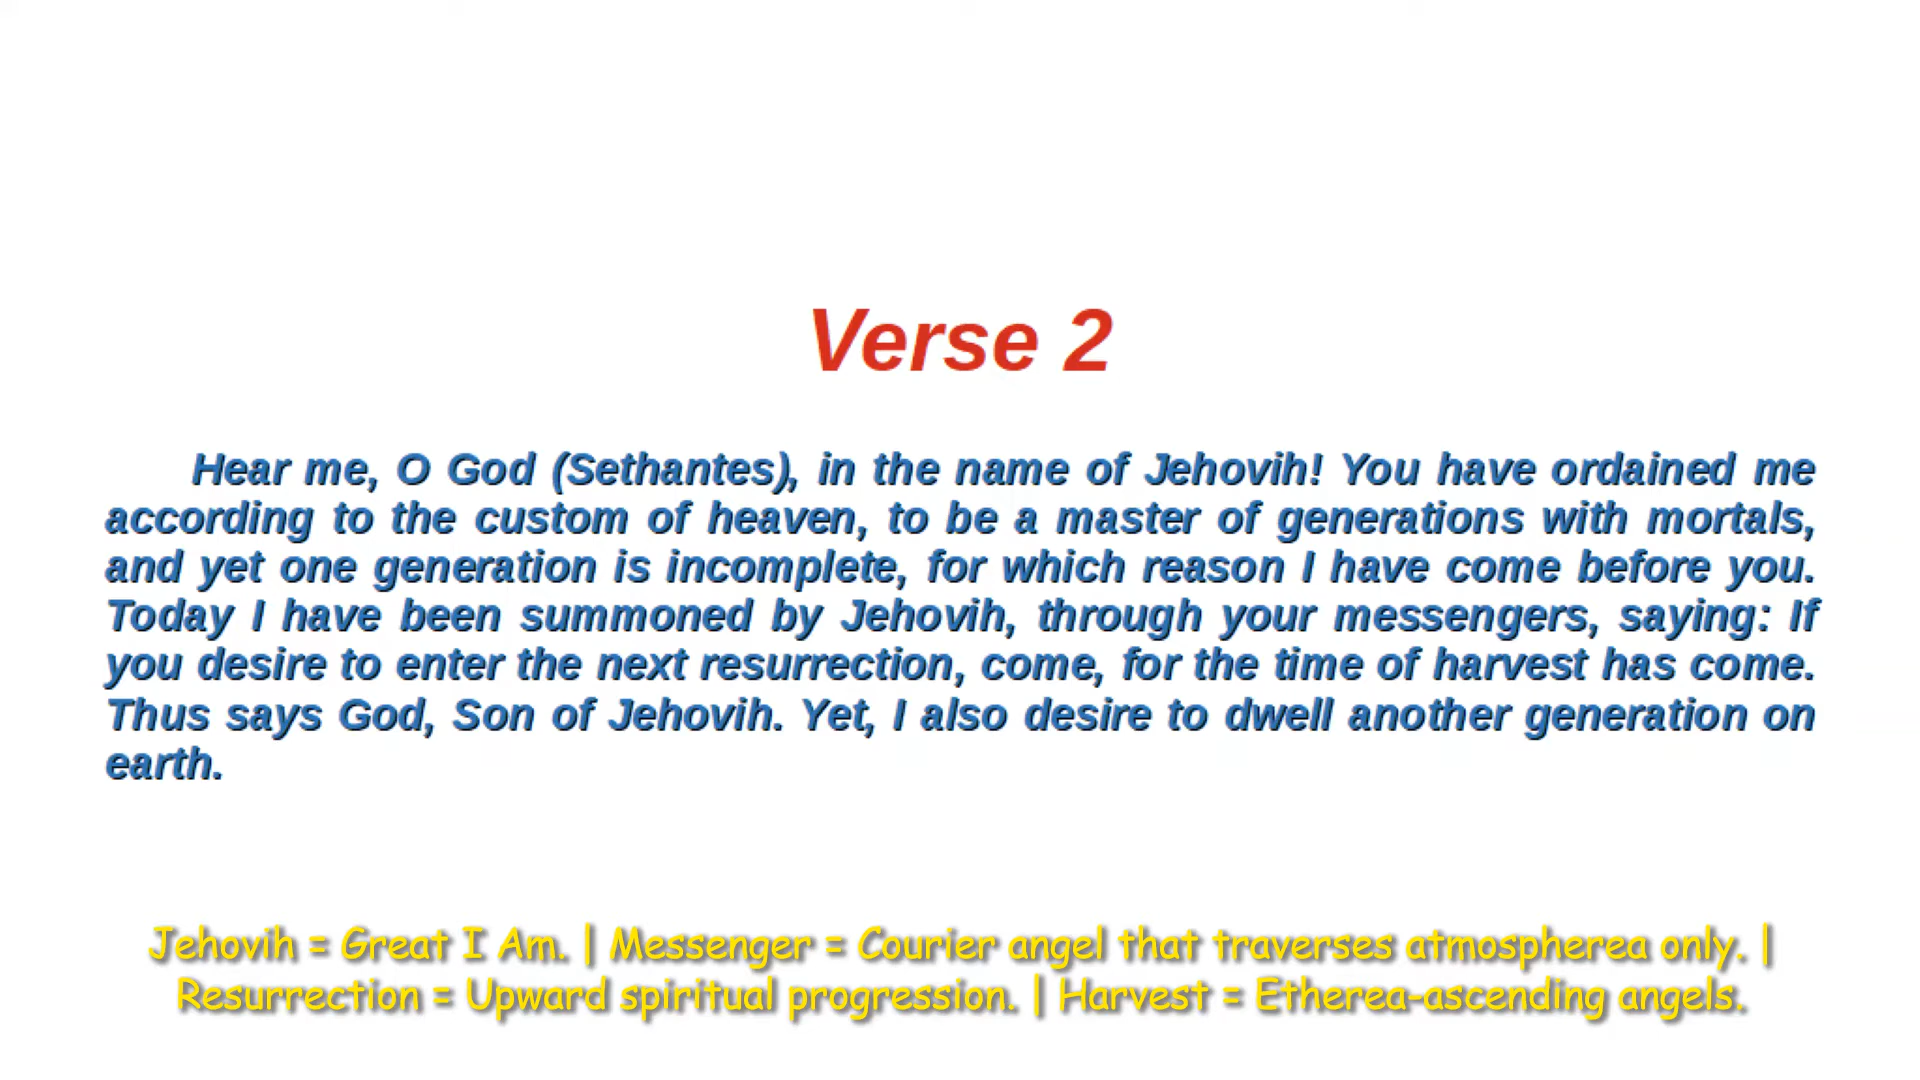 Verse 2
Hear me, O God (Sethantes), in the name of Jehovih! You have ordained me
according to the custom of heaven, to be a master of generations with mortals,
and yet one generation is incomplete, for which reason I have come before you.
Today I have been summoned by Jehovih, through your messengers, saying: If
you desire to enter the next resurrection, come, for the time of harvest has come.
Thus says God, Son of Jehovih. Yet, I also desire to dwell another generation on
earth.
Jehovih = Great I Am. | Messenger = Courier angel that traverses atmospherea only. |
Resurrection = Upward spiritual progression. | Harvest = Etherea-ascending angels.